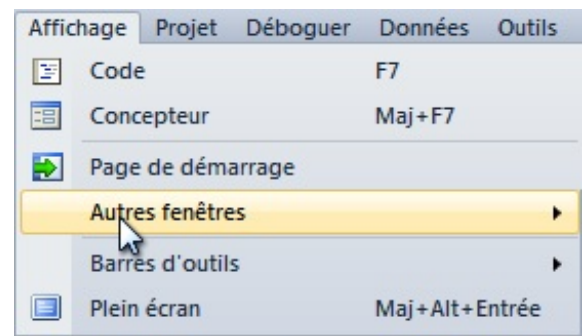 Affichage Projet Déboguer Données Outils
Code F7
Concepteur Maj+F7
Page de démarrage
Autres fenêtres
Barres d'outils
Plein écran Maj+Alt+Entrée